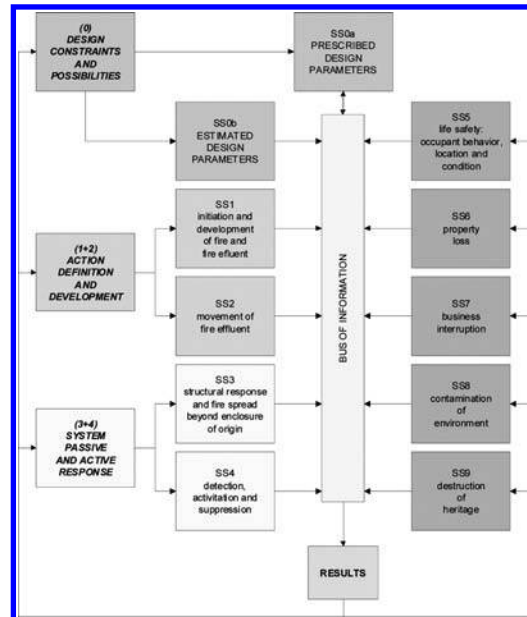 (0)
DESIGN
CONSTRAINTS
AND
POSSIBILITIES
SS0a
PRESCRIBED
DESIGN
PARAMETERS
SS0b
ESTIMATED
DESIGN
PARAMETERS
SS5
life safety:
occupant behavior,
location and
condition
(1+2)
ACTION
DEFINITION
AND
DEVELOPMENT
SS1
initiation and
development
of fire and
fire efluent
SS6
property
loss
SS2
movement of
fire effluent
BUS OF INFORMATION
SS7
business
interruption
(3+4)
SYSTEM
PASSIVE
AND ACTIVE
RESPONSE
SS3
structural response
and fire spread
beyond enclosure
of origin
SS8
contamination
of
environment
SS4
detection,
activitation and
suppression
SS9
destruction
of
heritage
RESULTS